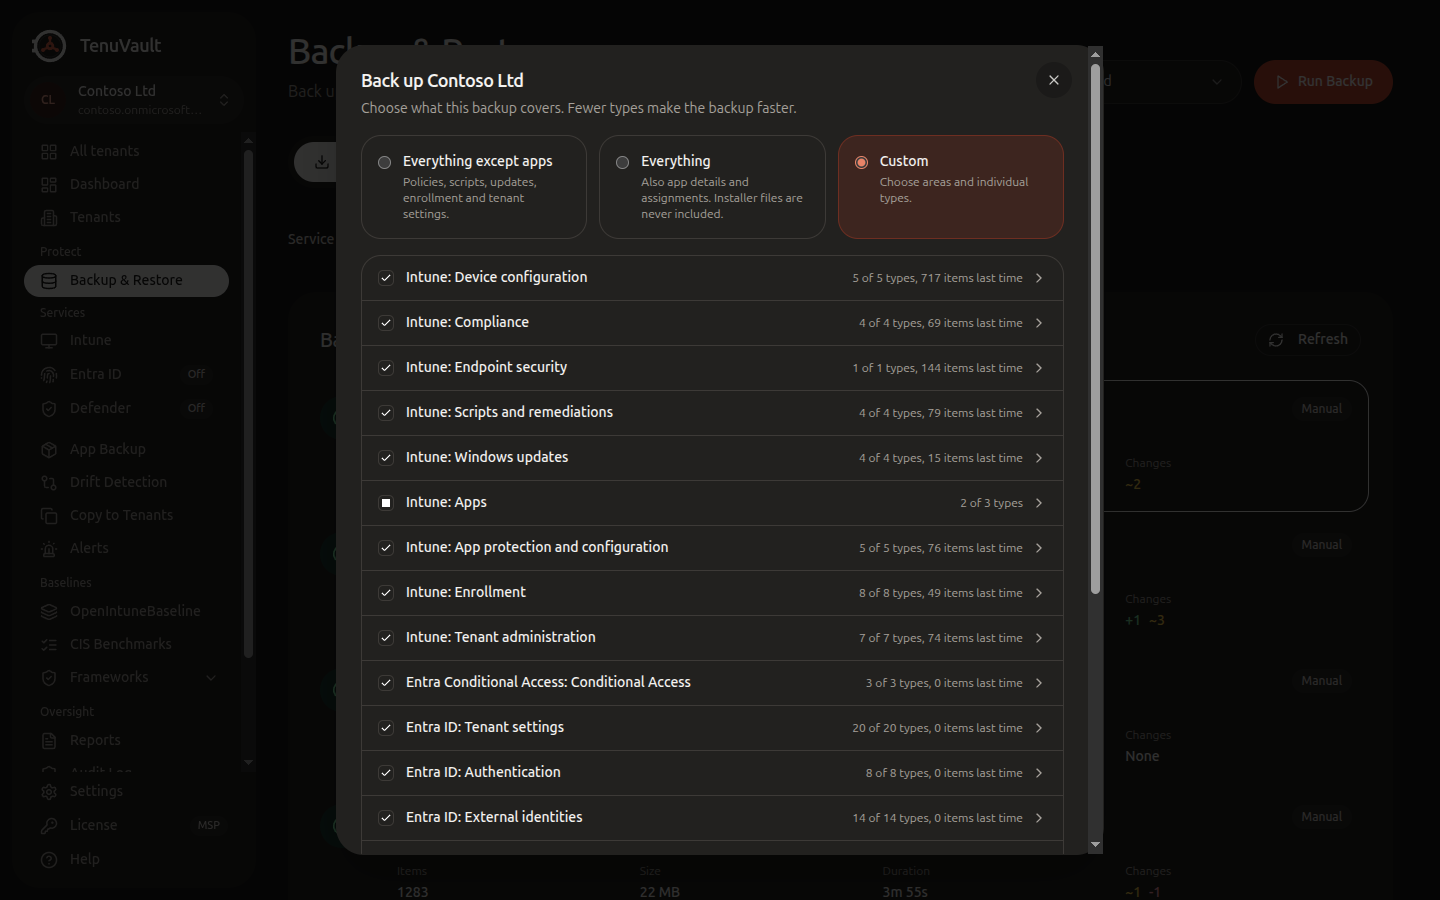 TenuVault
CL
Contoso Ltd
contoso.onmicrosoft...
All tenants
Dashboard
Tenants
Protect
Backup & Restore
Services
Intune
Entra ID
Off
Defender
Off
App Backup
Drift Detection
Copy to Tenants
Alerts
Baselines
OpenIntuneBaseline
CIS Benchmarks
Frameworks
Oversight
Reports
Settings
License
MSP
Help
Run Backup
Service
Refresh
Back up Contoso Ltd
Choose what this backup covers. Fewer types make the backup faster.
Everything except apps
Policies, scripts, updates,
enrollment and tenant
settings.
Everything
Also app details and
assignments. Installer files are
never included.
Custom
Choose areas and individual
types.
Intune: Device configuration
5 of 5 types, 717 items last time
Intune: Compliance
4 of 4 types, 69 items last time
Intune: Endpoint security
1 of 1 types, 144 items last time
Intune: Scripts and remediations
4 of 4 types, 79 items last time
Intune: Windows updates
4 of 4 types, 15 items last time
Intune: Apps
2 of 3 types
Intune: App protection and configuration
5 of 5 types, 76 items last time
Intune: Enrollment
8 of 8 types, 49 items last time
Intune: Tenant administration
7 of 7 types, 74 items last time
Entra Conditional Access: Conditional Access
3 of 3 types, 0 items last time
Entra ID: Tenant settings
20 of 20 types, 0 items last time
Entra ID: Authentication
8 of 8 types, 0 items last time
Entra ID: External identities
14 of 14 types, 0 items last time
Manual
Changes
~2
Manual
Changes
+1 ~3
Manual
Changes
None
Manual
Items
1283
Size
22 MB
Duration
3m 55s
Changes
~1 -1